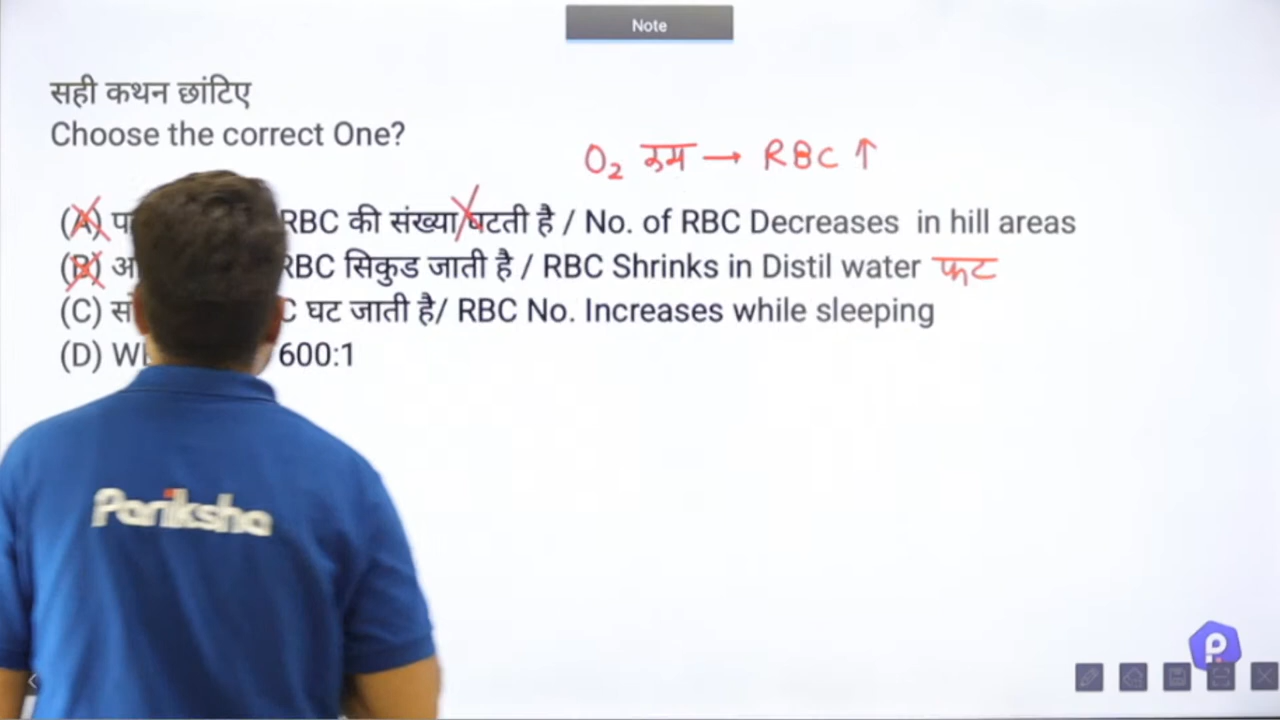 Note
सही कथन छांटिए
Choose the correct One?
O2 कम → RBC ↑
(A) RBC की संख्या घटती है / No. of RBC Decreases in hill areas
(B) RBC सिकुड जाती है / RBC Shrinks in Distil water फट
(C) घट जाती है/ RBC No. Increases while sleeping
(D) 600:1
Pariksha